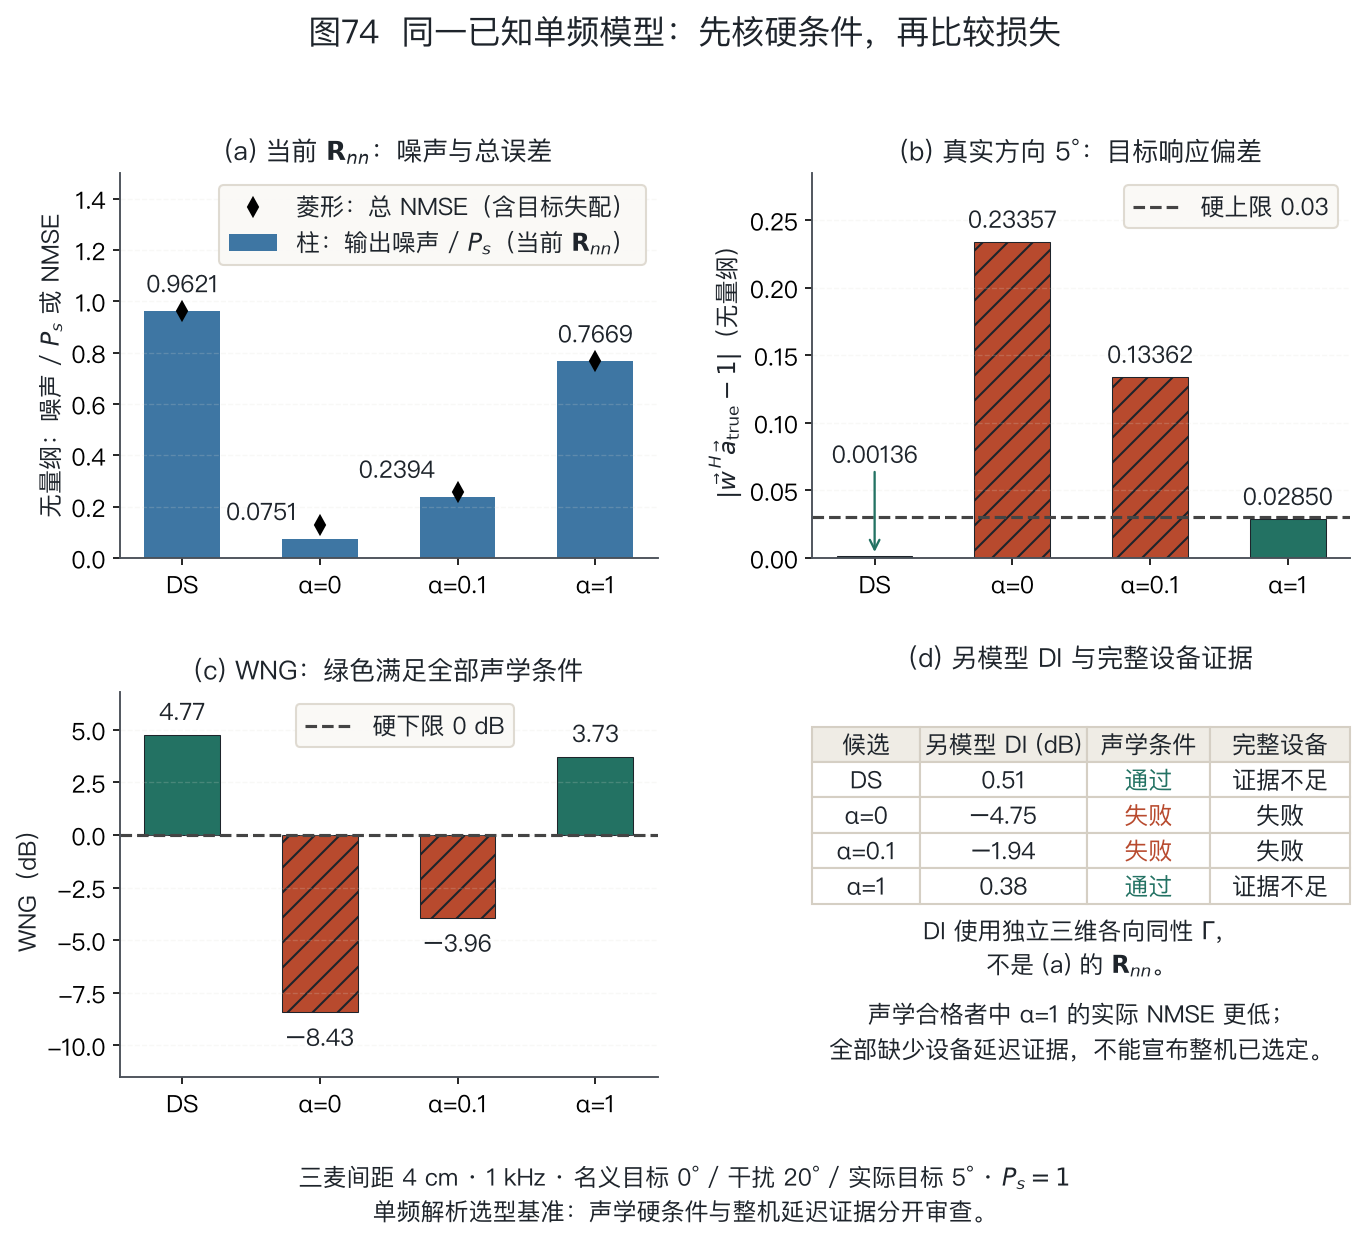 图74 同一已知单频模型：先核硬条件，再比较损失
(a) 当前 Rnn：噪声与总误差
无量纲：噪声 / Ps 或 NMSE
1.4
1.2
1.0
0.8
0.6
0.4
0.2
0.0
菱形：总 NMSE（含目标失配）
柱：输出噪声 / Ps（当前 Rnn）
0.9621
0.0751
0.2394
0.7669
DS
α=0
α=0.1
α=1
(b) 真实方向 5°：目标响应偏差
|w⃗ᴴa⃗true − 1|（无量纲）
0.25
0.20
0.15
0.10
0.05
0.00
硬上限 0.03
0.00136
0.23357
0.13362
0.02850
DS
α=0
α=0.1
α=1
(c) WNG：绿色满足全部声学条件
WNG（dB）
5.0
2.5
0.0
−2.5
−5.0
−7.5
−10.0
硬下限 0 dB
4.77
−8.43
−3.96
3.73
DS
α=0
α=0.1
α=1
(d) 另模型 DI 与完整设备证据
候选 另模型 DI (dB) 声学条件 完整设备
DS 0.51 通过 证据不足
α=0 −4.75 失败 失败
α=0.1 −1.94 失败 失败
α=1 0.38 通过 证据不足
DI 使用独立三维各向同性 Γ，
不是 (a) 的 Rnn。
声学合格者中 α=1 的实际 NMSE 更低；
全部缺少设备延迟证据，不能宣布整机已选定。
三麦间距 4 cm · 1 kHz · 名义目标 0° / 干扰 20° / 实际目标 5° · Ps = 1
单频解析选型基准：声学硬条件与整机延迟证据分开审查。